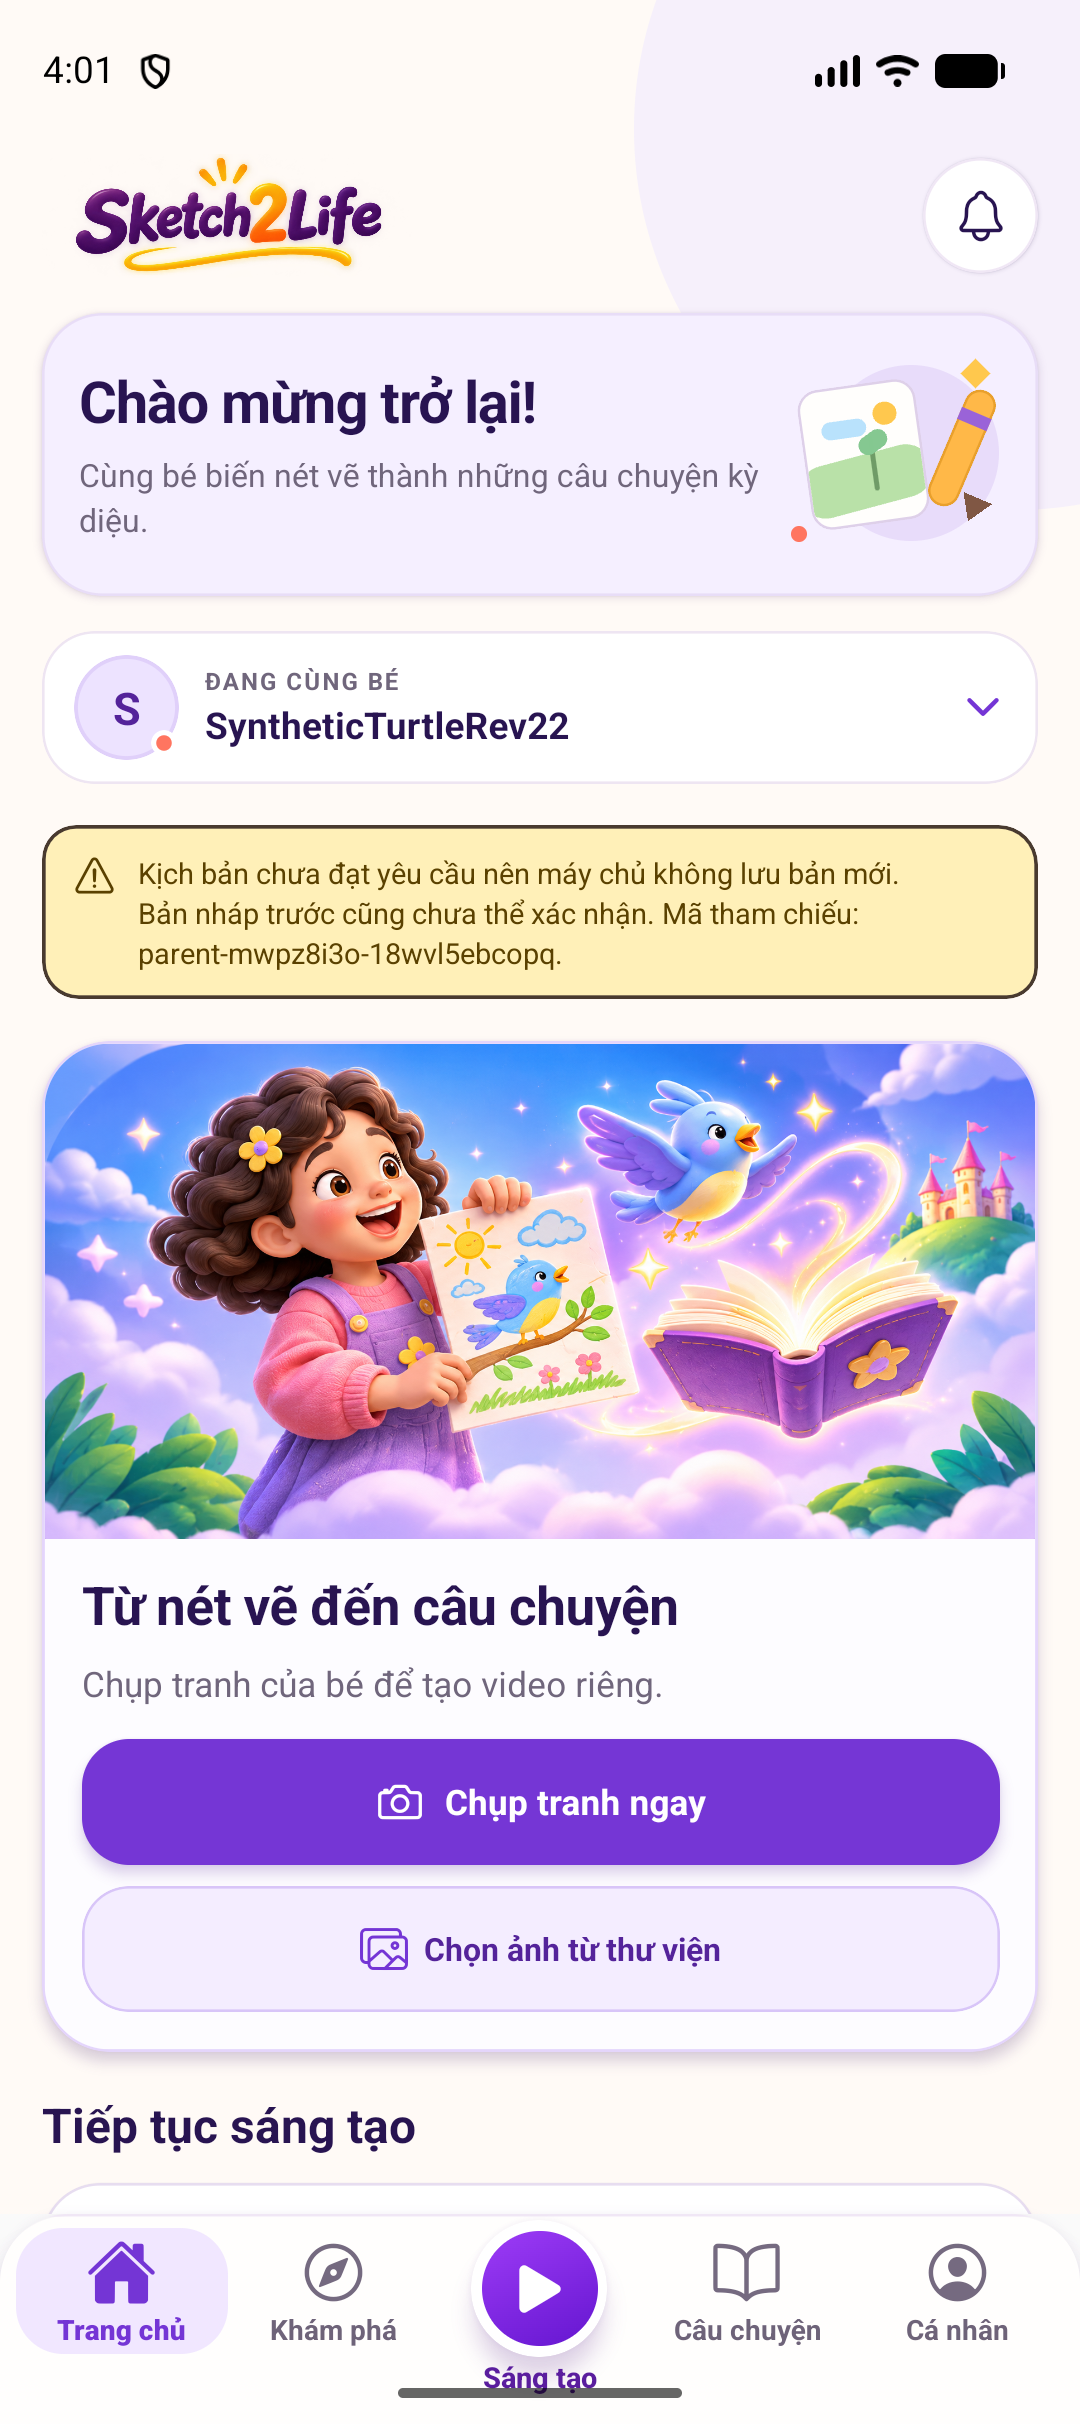 4:01
Sketch2Life
Chào mừng trở lại!
Cùng bé biến nét vẽ thành những câu chuyện kỳ
diệu.
S
ĐANG CÙNG BÉ
SyntheticTurtleRev22
Kịch bản chưa đạt yêu cầu nên máy chủ không lưu bản mới.
Bản nháp trước cũng chưa thể xác nhận. Mã tham chiếu:
parent-mwpz8i3o-18wvl5ebcopq.
Từ nét vẽ đến câu chuyện
Chụp tranh của bé để tạo video riêng.
Chụp tranh ngay
Chọn ảnh từ thư viện
Tiếp tục sáng tạo
Trang chủ
Khám phá
Sáng tạo
Câu chuyện
Cá nhân